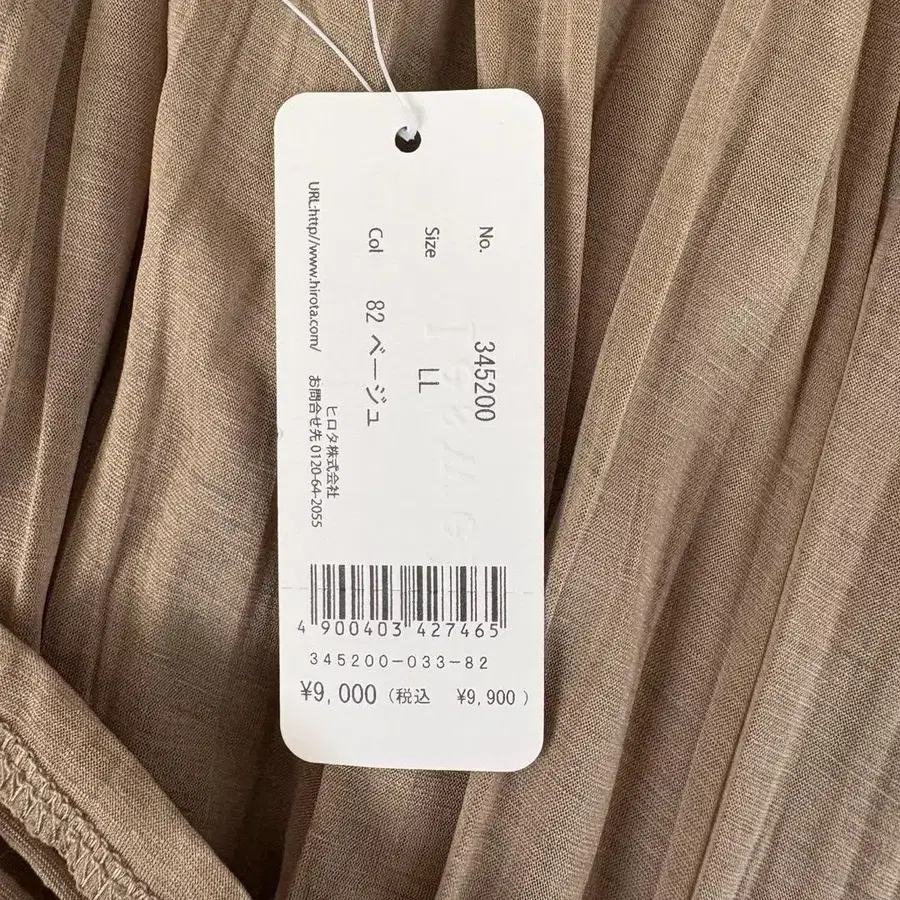 No. 345200
Size LL
Col 82 ベージュ
ヒロタ株式会社
URL:http//www.hirota.com/ お問合せ先 0120-64-2055
4 900403 427465
345200-033-82
¥9,000 (税込 ¥9,900)